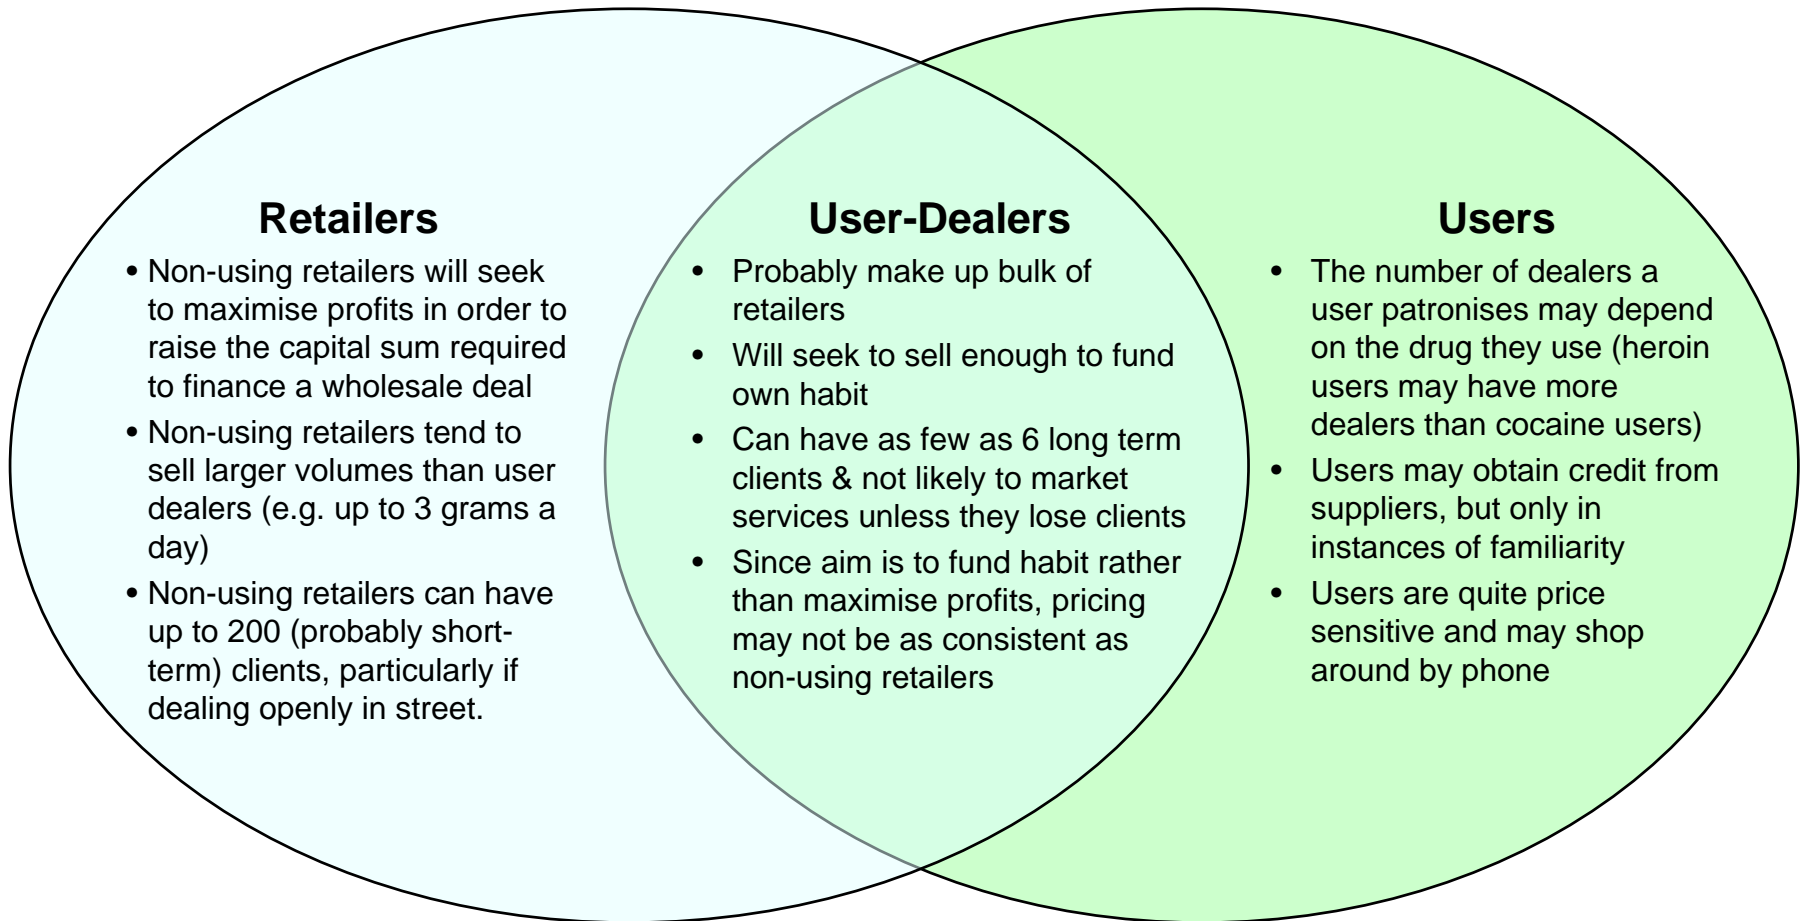 Retailers
• Non-using retailers will seek
to maximise profits in order to
raise the capital sum required
to finance a wholesale deal
• Non-using retailers tend to
sell larger volumes than user
dealers (e.g. up to 3 grams a
day)
• Non-using retailers can have
up to 200 (probably short-
term) clients, particularly if
dealing openly in street.
User-Dealers
• Probably make up bulk of
retailers
• Will seek to sell enough to fund
own habit
• Can have as few as 6 long term
clients & not likely to market
services unless they lose clients
• Since aim is to fund habit rather
than maximise profits, pricing
may not be as consistent as
non-using retailers
Users
• The number of dealers a
user patronises may depend
on the drug they use (heroin
users may have more
dealers than cocaine users)
• Users may obtain credit from
suppliers, but only in
instances of familiarity
• Users are quite price
sensitive and may shop
around by phone